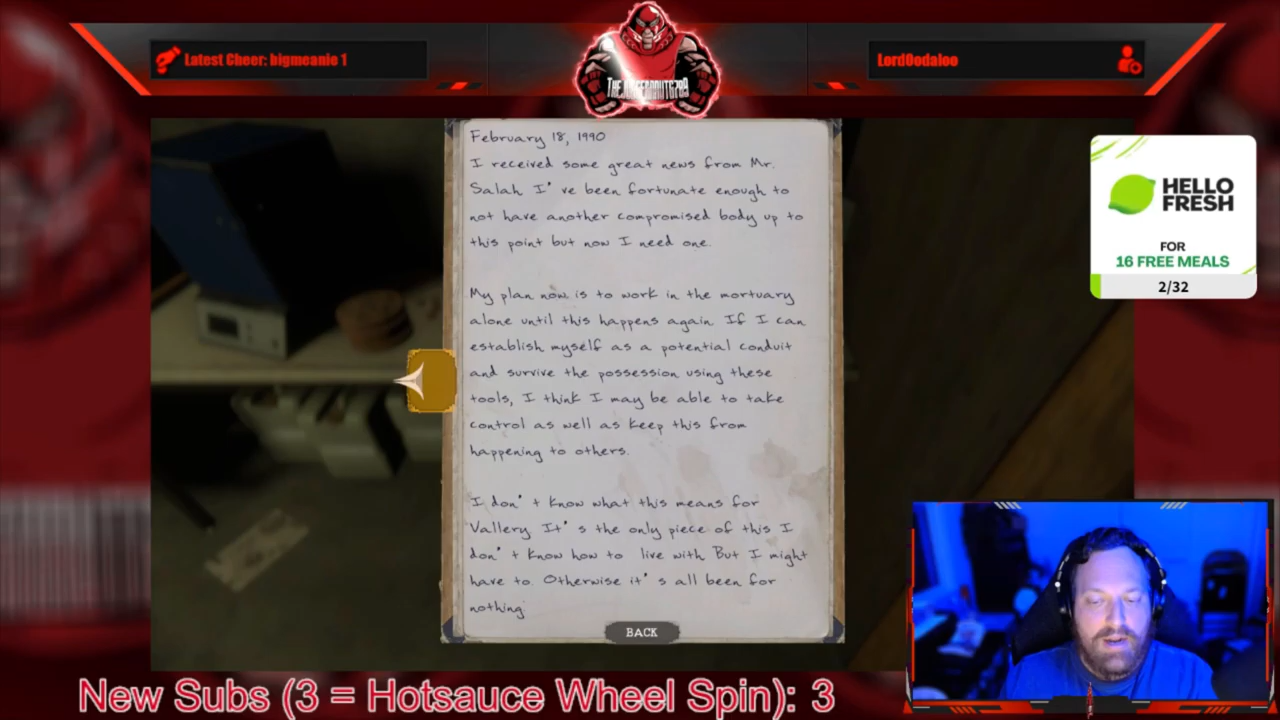 Latest Cheer: bigmeanie 1
LordOodaloo
February 18, 1990
I received some great news from Mr.
Salah I' ve been fortunate enough to
not have another compromised body up to
this point but now I need one.
My plan now is to work in the mortuary
alone until this happens again. If I can
establish myself as a potential conduit
and survive the possession using these
tools, I think I may be able to take
control as well as keep this from
happening to others.
I don' t know what this means for
Vallery. It' s the only piece of this I
don' t know how to live with But I might
have to. Otherwise it' s all been for
nothing.
BACK
HELLO
FRESH
FOR
16 FREE MEALS
2/32
New Subs (3 = Hotsauce Wheel Spin): 3